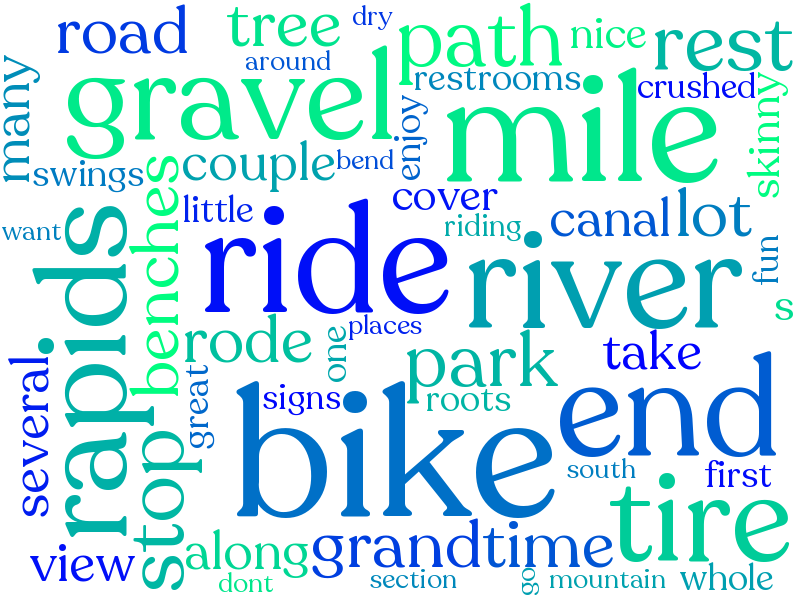 road
tree
dry
path
nice
rest
around
many
gravel
restrooms
crushed
mile
skinny
swings
couple
bend
enjoy
benches
little
cover
canal
lot
want
rapids
ride
riding
river
fun
s
rode
one
places
park
take
several
great
signs
roots
end
bike
south
first
stop
tire
view
along
grand
time
dont
section
go
mountain
whole